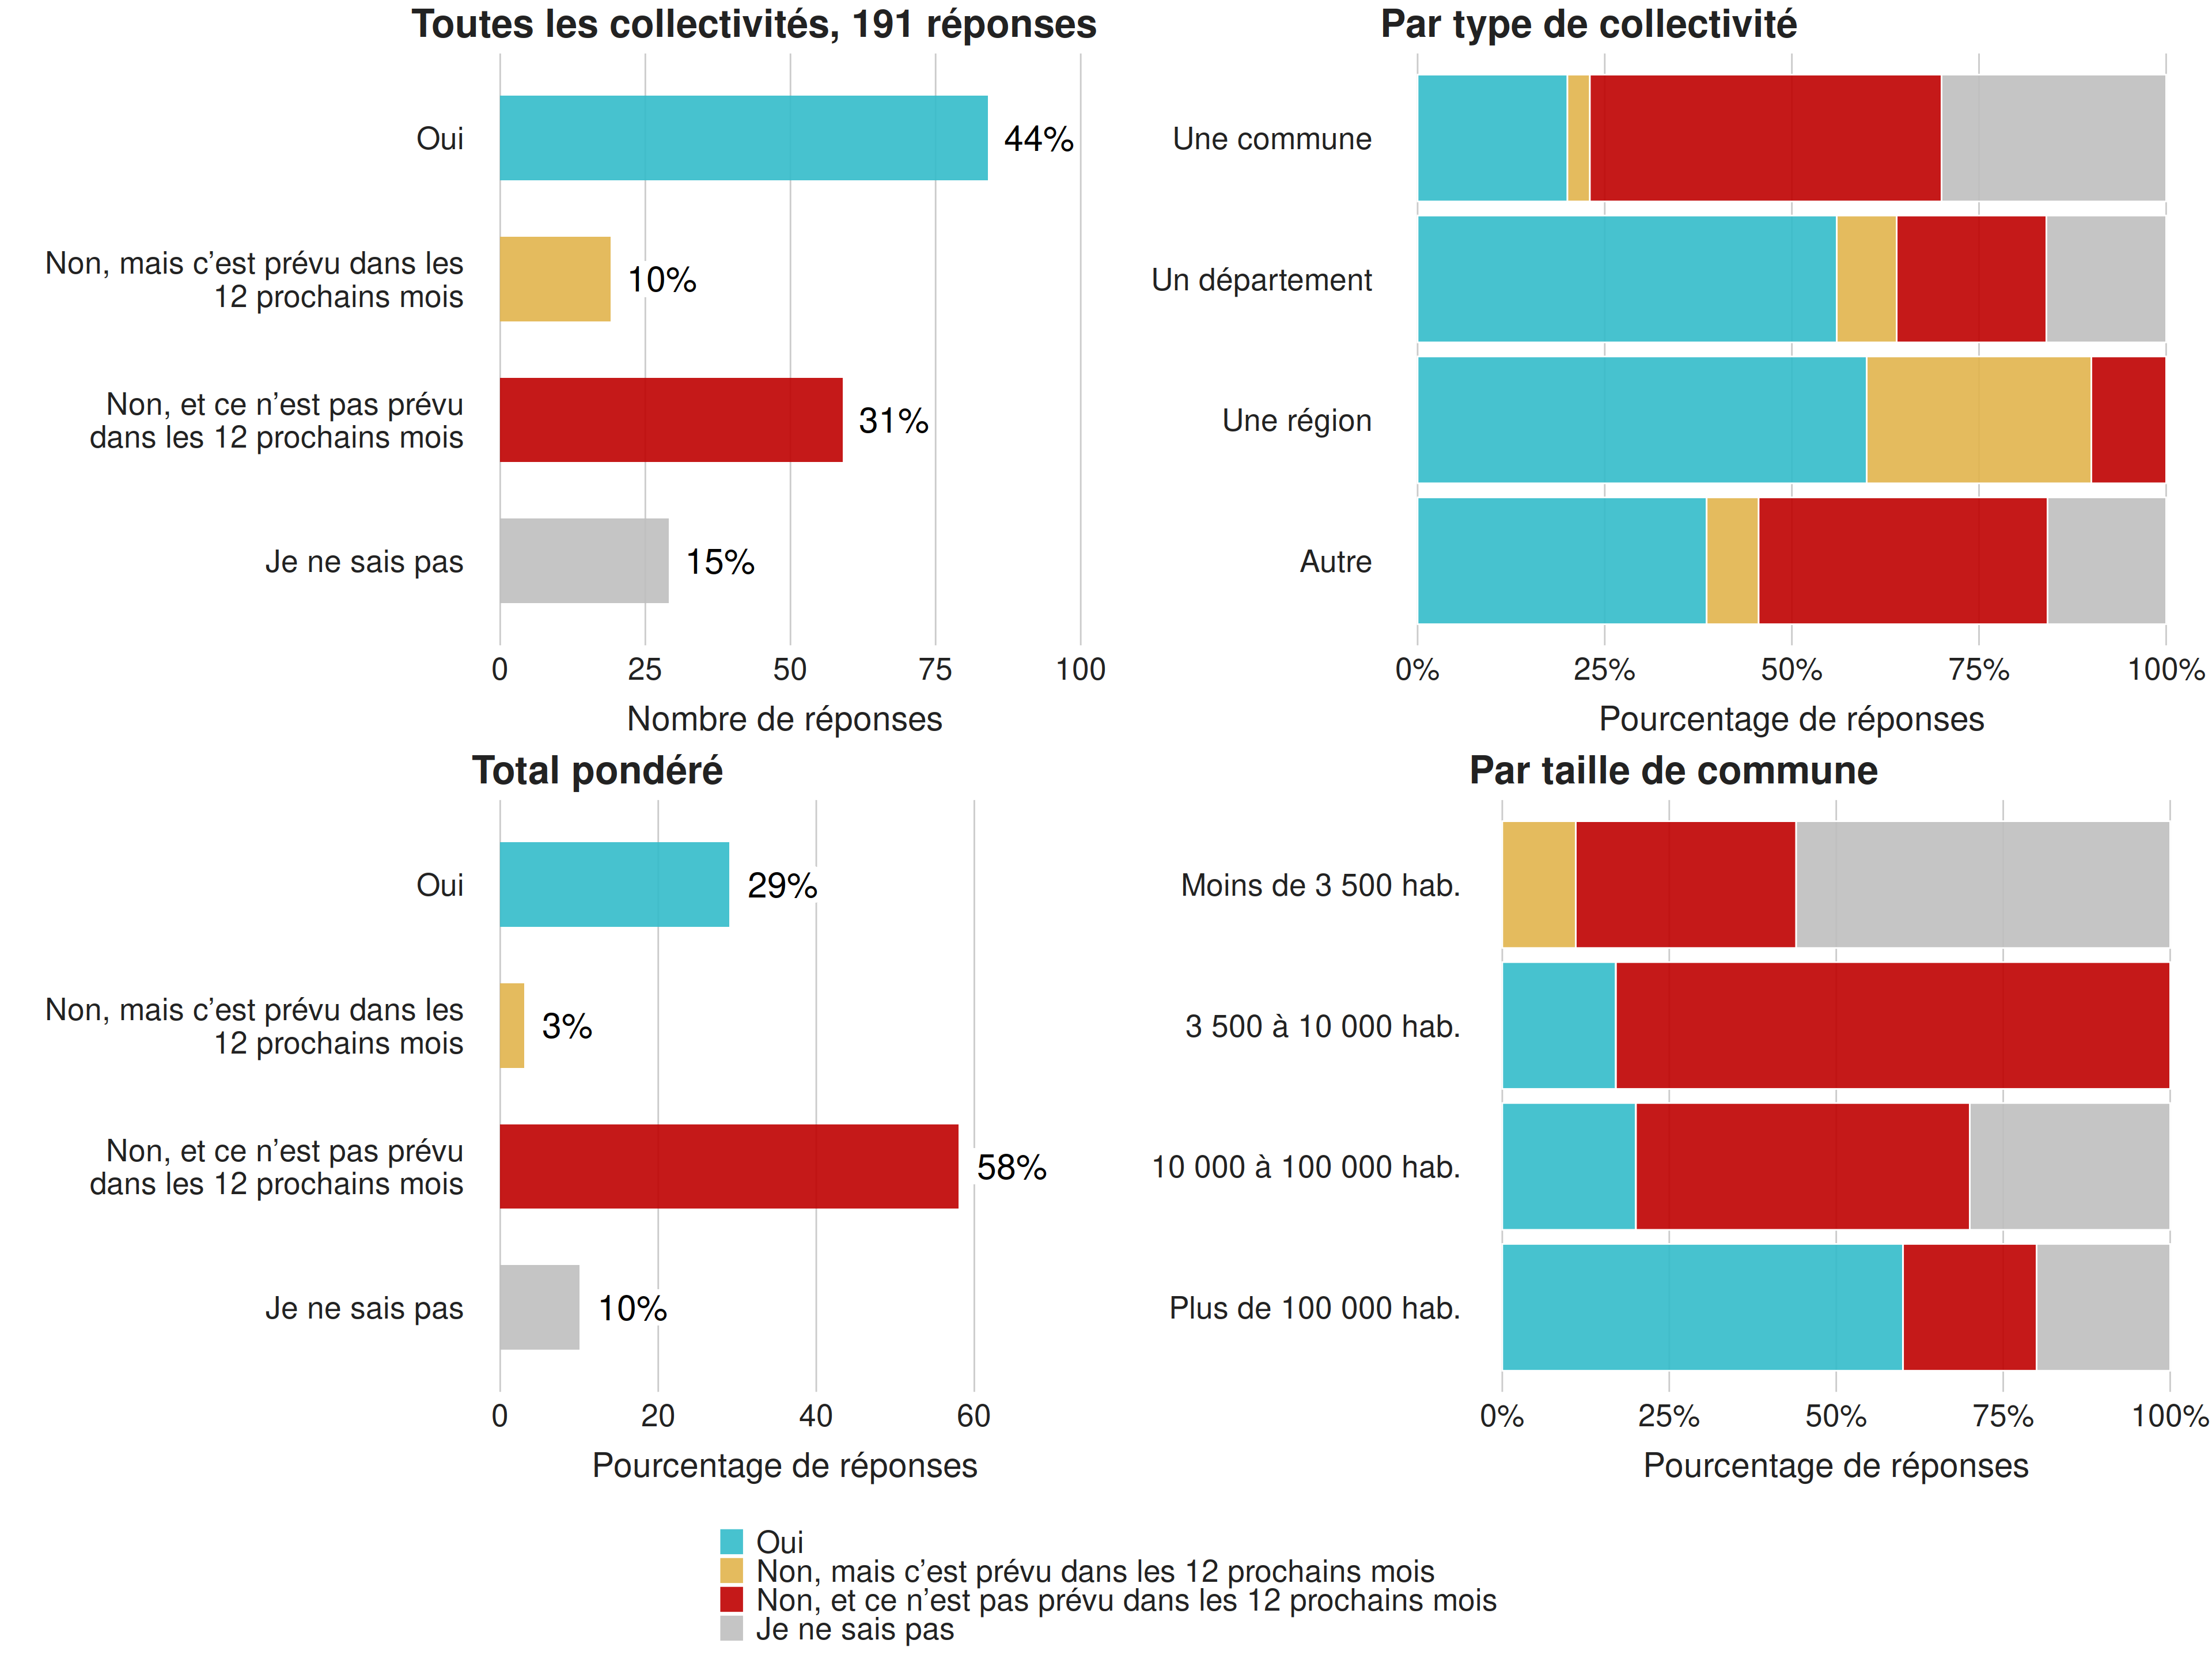 Toutes les collectivités, 191 réponses
Oui
44%
Non, mais c’est prévu dans les
12 prochains mois
10%
Non, et ce n’est pas prévu
dans les 12 prochains mois
31%
Je ne sais pas
15%
0 25 50 75 100
Nombre de réponses
Par type de collectivité
Une commune
Un département
Une région
Autre
0% 25% 50% 75% 100%
Pourcentage de réponses
Total pondéré
Oui
29%
Non, mais c’est prévu dans les
12 prochains mois
3%
Non, et ce n’est pas prévu
dans les 12 prochains mois
58%
Je ne sais pas
10%
0 20 40 60
Pourcentage de réponses
Par taille de commune
Moins de 3 500 hab.
3 500 à 10 000 hab.
10 000 à 100 000 hab.
Plus de 100 000 hab.
0% 25% 50% 75% 100%
Pourcentage de réponses
Oui
Non, mais c’est prévu dans les 12 prochains mois
Non, et ce n’est pas prévu dans les 12 prochains mois
Je ne sais pas